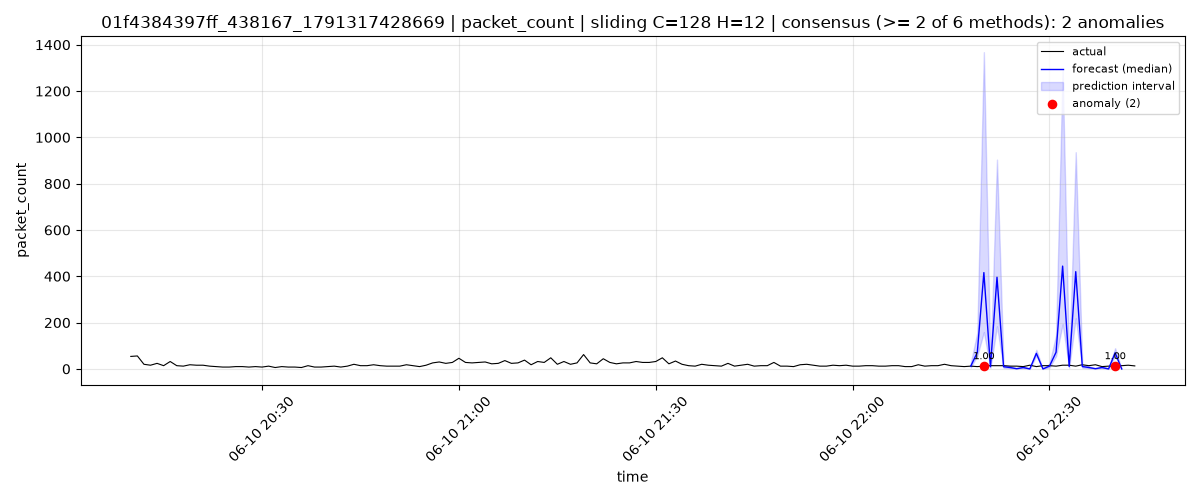 01f4384397ff_438167_1791317428669 | packet_count | sliding C=128 H=12 | consensus (>= 2 of 6 methods): 2 anomalies
1400
1200
1000
800
600
400
200
0
packet_count
actual
forecast (median)
prediction interval
anomaly (2)
1.00
1.00
06-10 20:30
06-10 21:00
06-10 21:30
06-10 22:00
06-10 22:30
time